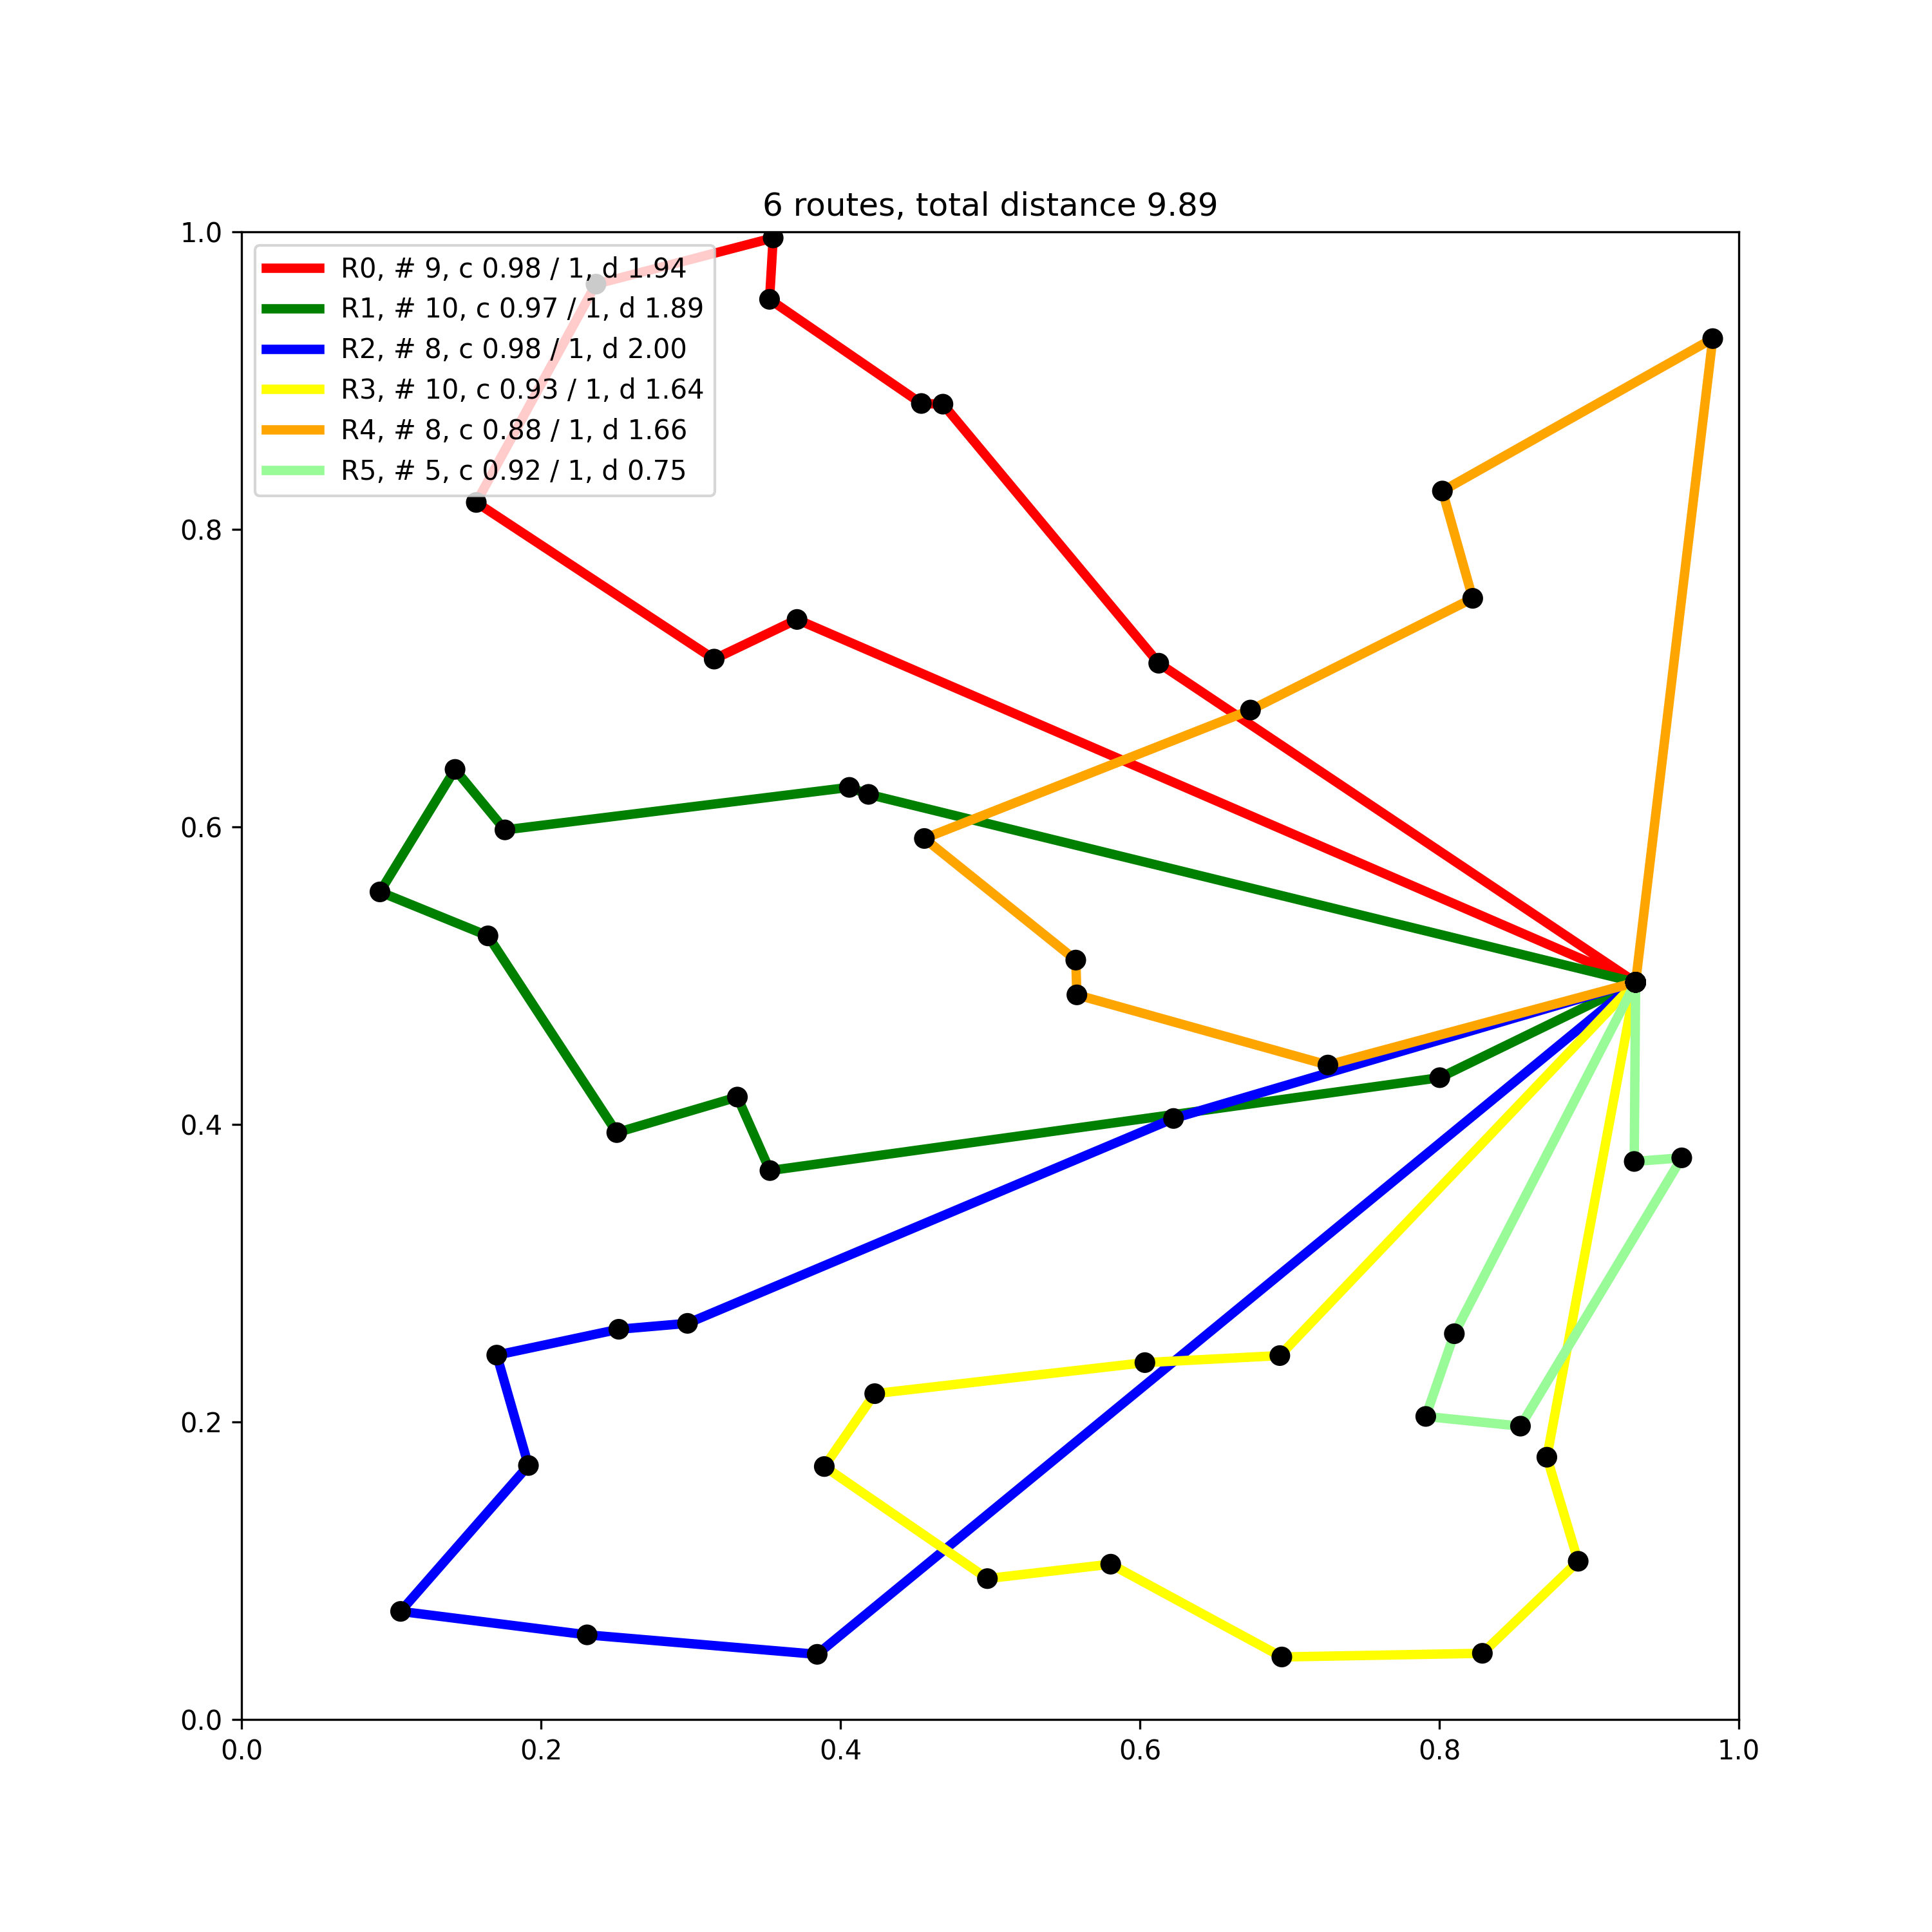 6 routes, total distance 9.89
1.0
R0, # 9, c 0.98 / 1, d 1.94
R1, # 10, c 0.97 / 1, d 1.89
R2, # 8, c 0.98 / 1, d 2.00
R3, # 10, c 0.93 / 1, d 1.64
R4, # 8, c 0.88 / 1, d 1.66
R5, # 5, c 0.92 / 1, d 0.75
0.8
0.6
0.4
0.2
0.0
0.0 0.2 0.4 0.6 0.8 1.0